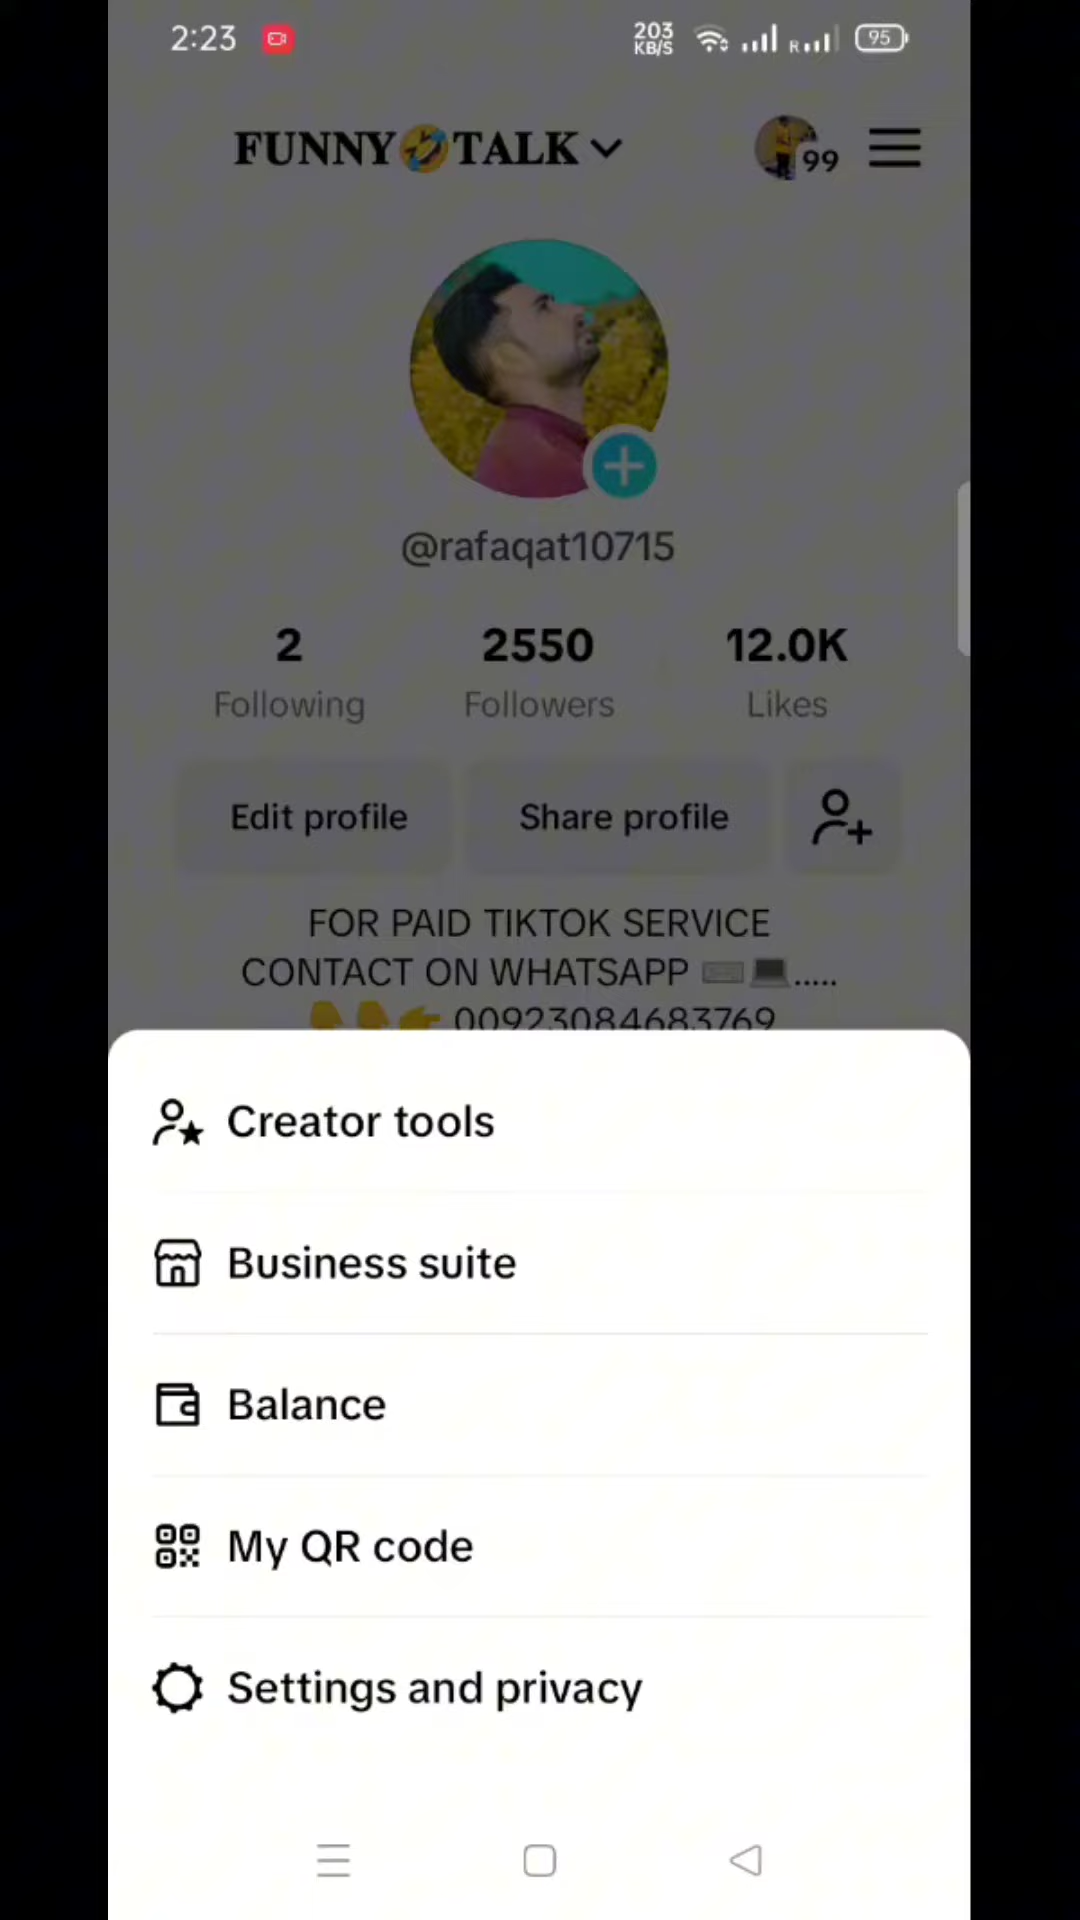 2:23 203 KB/S R 95
FUNNY🤣TALK 99
@rafaqat10715
2 2550 12.0K
Following Followers Likes
Edit profile Share profile
FOR PAID TIKTOK SERVICE
CONTACT ON WHATSAPP ⌨️💻.....
👇👇👉 00923084683769
Creator tools
Business suite
Balance
My QR code
Settings and privacy